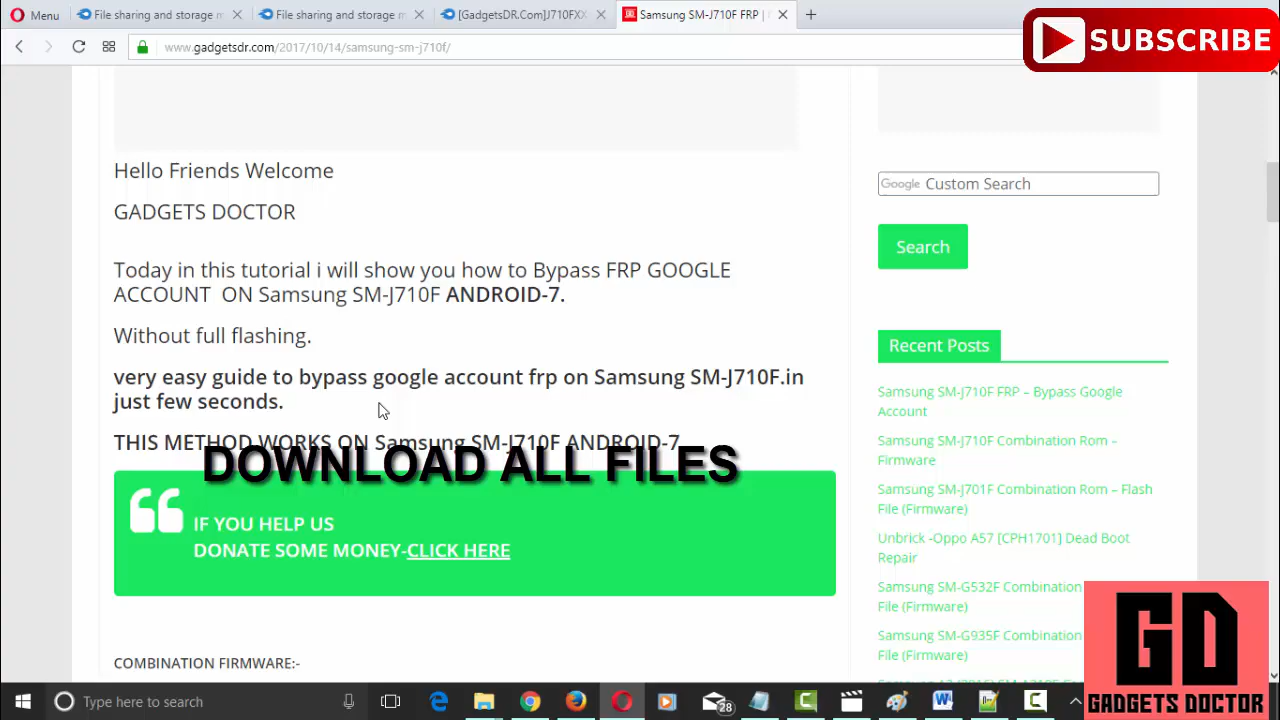 Menu
File sharing and storage m
File sharing and storage m
[GadgetsDR.Com]J710FXX
Samsung SM-J710F FRP |
SUBSCRIBE
www.gadgetsdr.com/2017/10/14/samsung-sm-j710f/
Hello Friends Welcome
GADGETS DOCTOR
Today in this tutorial i will show you how to Bypass FRP GOOGLE
ACCOUNT ON Samsung SM-J710F ANDROID-7.
Without full flashing.
very easy guide to bypass google account frp on Samsung SM-J710F.in
just few seconds.
THIS METHOD WORKS ON Samsung SM-J710F ANDROID-7
DOWNLOAD ALL FILES
IF YOU HELP US
DONATE SOME MONEY-CLICK HERE
COMBINATION FIRMWARE:-
Google Custom Search
Search
Recent Posts
Samsung SM-J710F FRP – Bypass Google
Account
Samsung SM-J710F Combination Rom –
Firmware
Samsung SM-J701F Combination Rom – Flash
File (Firmware)
Unbrick -Oppo A57 [CPH1701] Dead Boot
Repair
Samsung SM-G532F Combination
File (Firmware)
Samsung SM-G935F Combination
File (Firmware)
GD
GADGETS DOCTOR
Type here to search
28